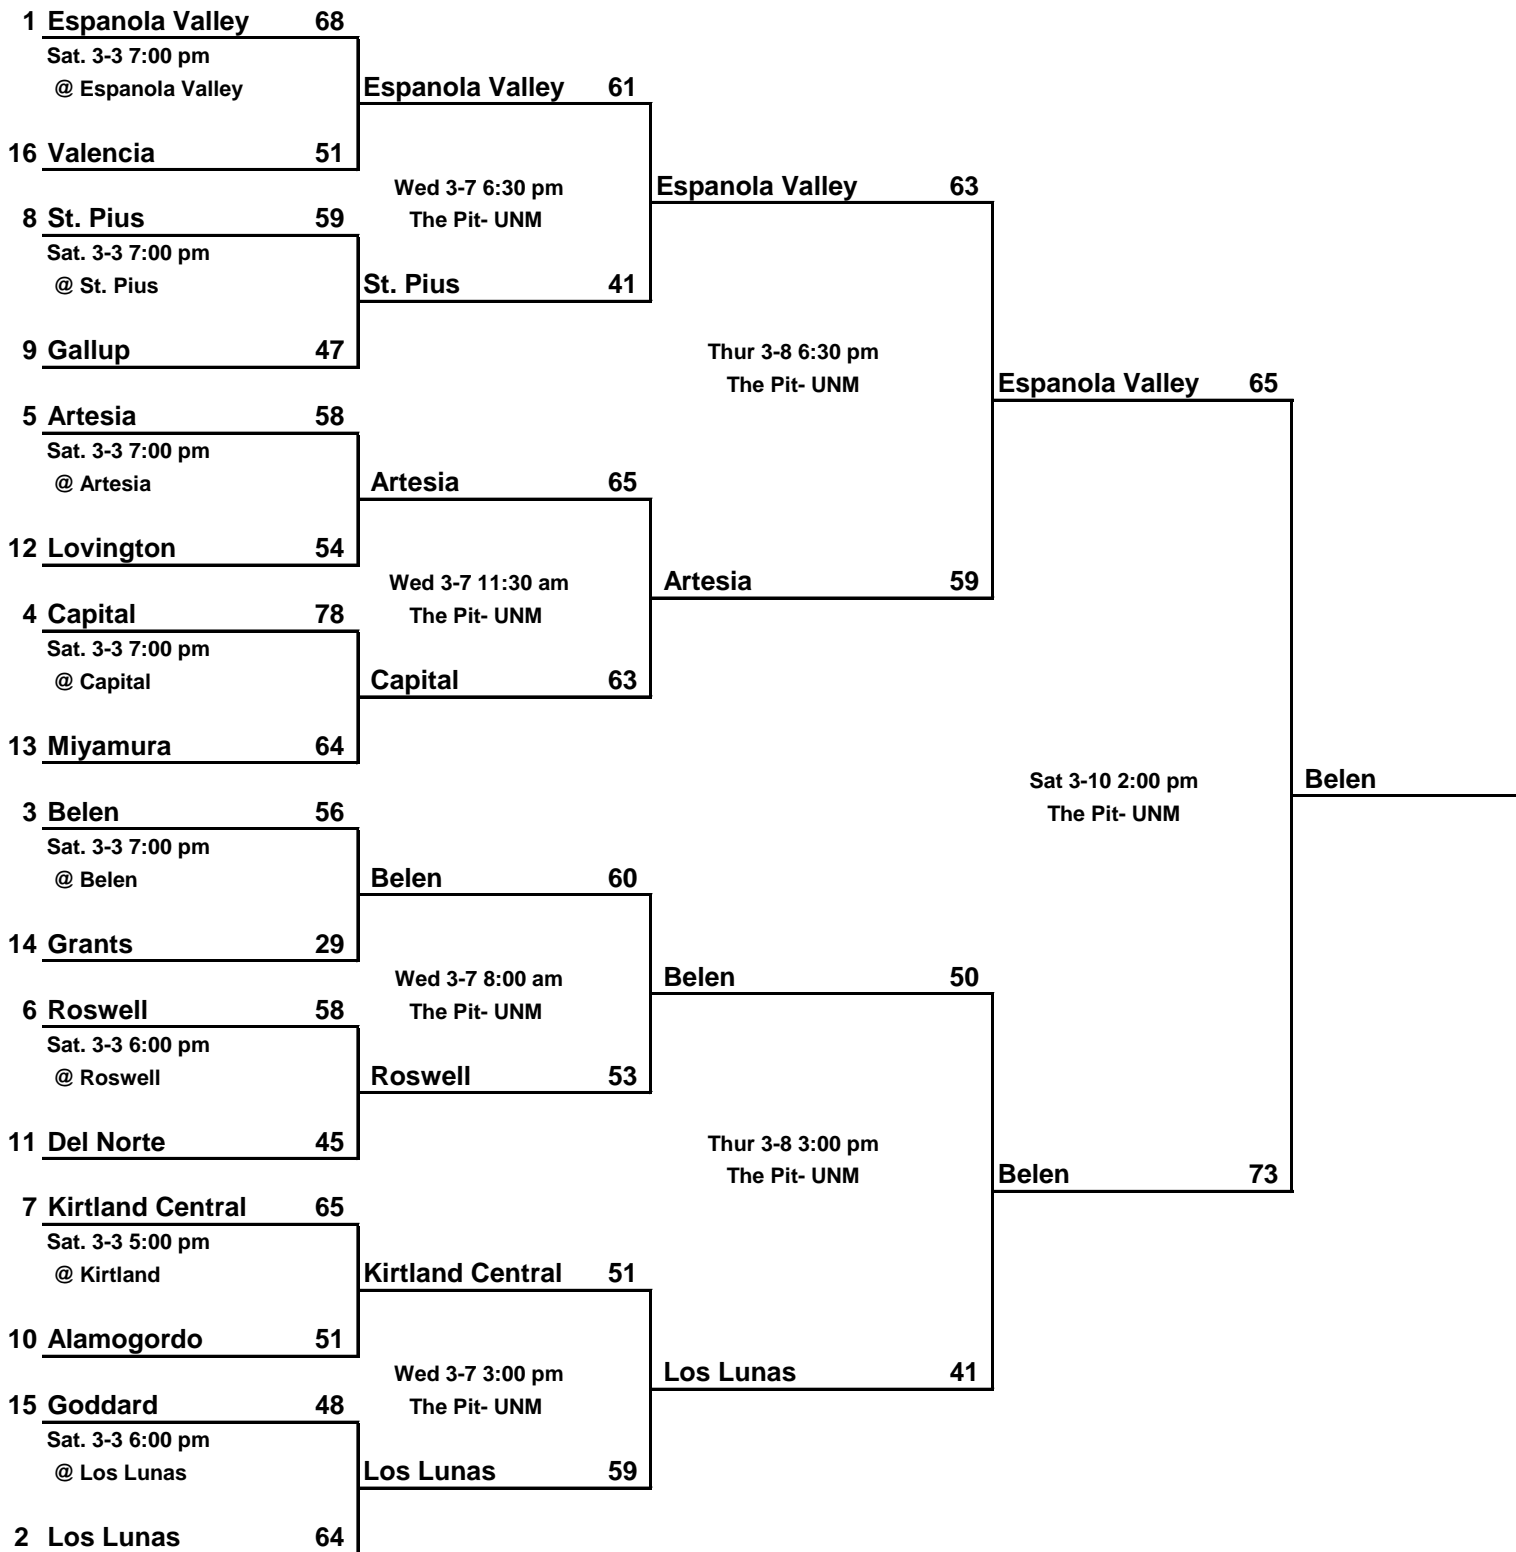 1 Espanola Valley 68
Sat. 3-3 7:00 pm
@ Espanola Valley
16 Valencia 51
8 St. Pius 59
Sat. 3-3 7:00 pm
@ St. Pius
9 Gallup 47
5 Artesia 58
Sat. 3-3 7:00 pm
@ Artesia
12 Lovington 54
4 Capital 78
Sat. 3-3 7:00 pm
@ Capital
13 Miyamura 64
3 Belen 56
Sat. 3-3 7:00 pm
@ Belen
14 Grants 29
6 Roswell 58
Sat. 3-3 6:00 pm
@ Roswell
11 Del Norte 45
7 Kirtland Central 65
Sat. 3-3 5:00 pm
@ Kirtland
10 Alamogordo 51
15 Goddard 48
Sat. 3-3 6:00 pm
@ Los Lunas
2 Los Lunas 64
Espanola Valley 61
Wed 3-7 6:30 pm
The Pit- UNM
St. Pius 41
Artesia 65
Wed 3-7 11:30 am
The Pit- UNM
Capital 63
Belen 60
Wed 3-7 8:00 am
The Pit- UNM
Roswell 53
Kirtland Central 51
Wed 3-7 3:00 pm
The Pit- UNM
Los Lunas 59
Espanola Valley 63
Thur 3-8 6:30 pm
The Pit- UNM
Artesia 59
Belen 50
Thur 3-8 3:00 pm
The Pit- UNM
Los Lunas 41
Espanola Valley 65
Sat 3-10 2:00 pm
The Pit- UNM
Belen 73
Belen